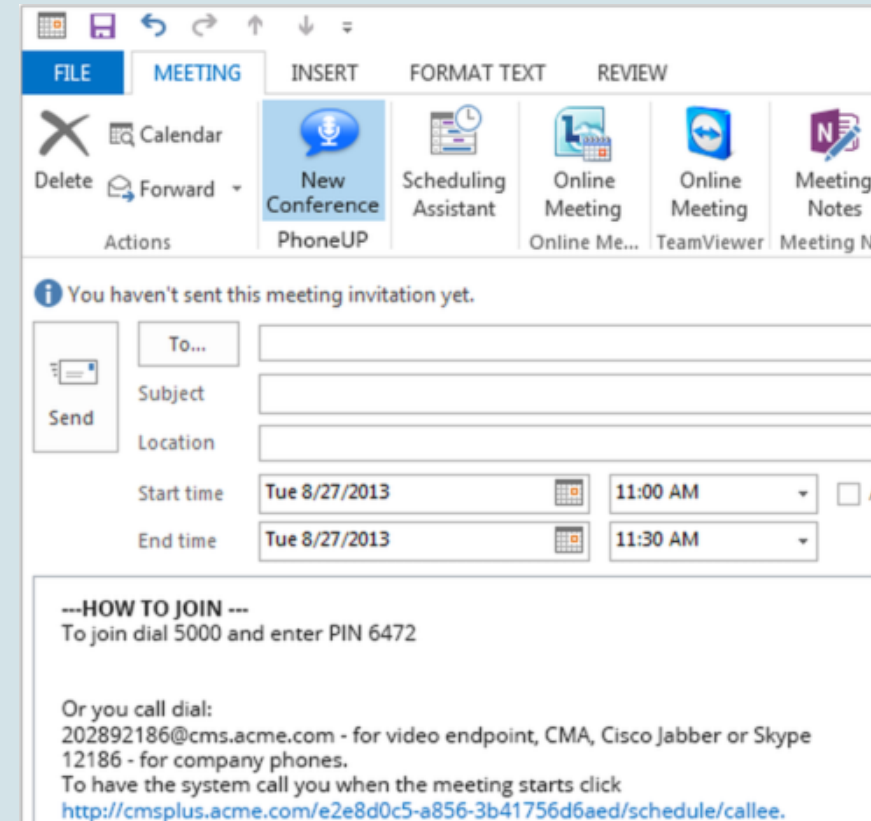 FILE MEETING INSERT FORMAT TEXT REVIEW
Delete
Calendar
Forward
Actions
New
Conference
PhoneUP
Scheduling
Assistant
Online
Meeting
Online Me...
Online
Meeting
TeamViewer
Meeting
Notes
Meeting N
You haven't sent this meeting invitation yet.
Send
To...
Subject
Location
Start time Tue 8/27/2013 11:00 AM
End time Tue 8/27/2013 11:30 AM
---HOW TO JOIN ---
To join dial 5000 and enter PIN 6472
Or you call dial:
202892186@cms.acme.com - for video endpoint, CMA, Cisco Jabber or Skype
12186 - for company phones.
To have the system call you when the meeting starts click
http://cmsplus.acme.com/e2e8d0c5-a856-3b41756d6aed/schedule/callee.